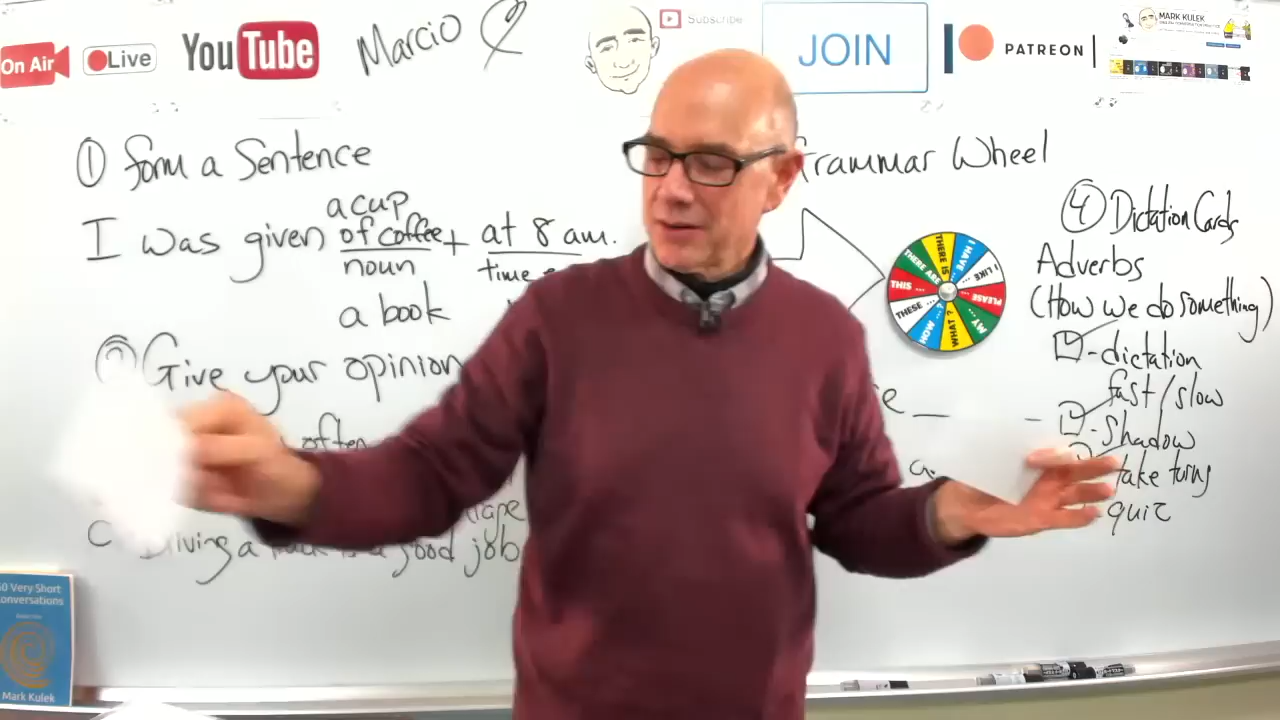 On Air
Live
YouTube
Marcio
Subscribe
JOIN
PATREON
MARK KULEK
① Form a Sentence
a cup
I was given of coffee + at 8 am.
noun
time
a book
② Give your opinion
often
C
a good job
Grammar Wheel
THERE IS
I HAVE ...
I LIKE ...
PLEASE ...
MY
WHAT ?
HOW ...?
THESE ...
THIS ...
THERE ARE
④ Dictation Cards
Adverbs
(How we do something)
- dictation
fast/slow
- shadow
take turns
quiz
Very Short
Conversations
Mark Kulek